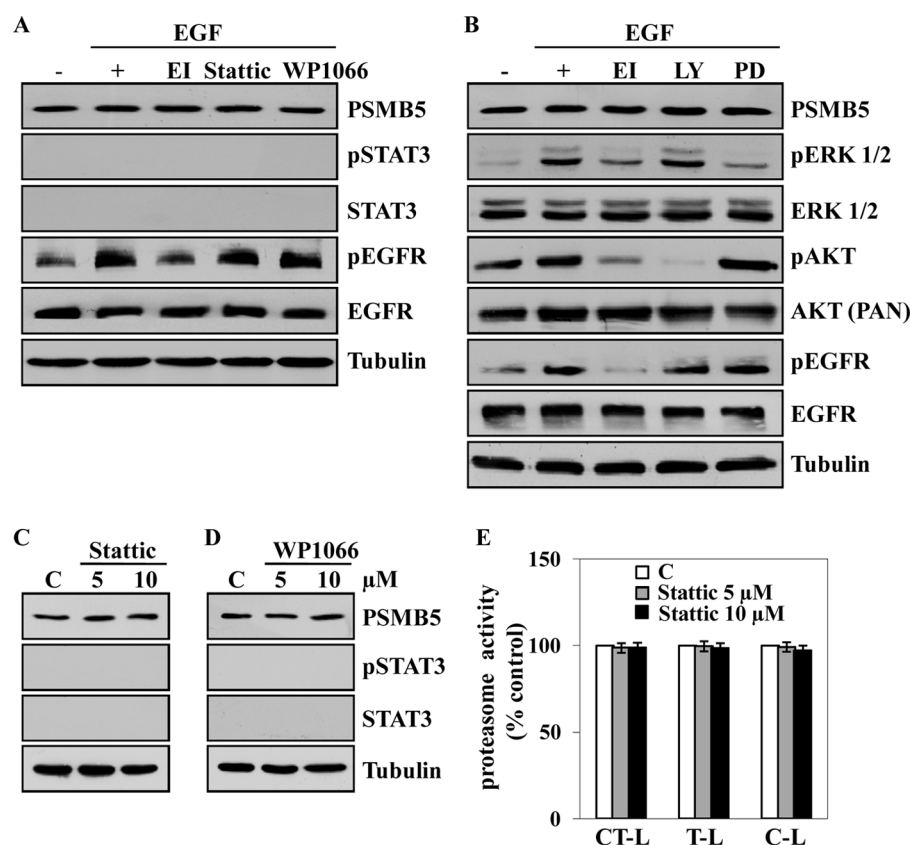 A
EGF
- + EI Stattic WP1066
PSMB5
pSTAT3
STAT3
pEGFR
EGFR
Tubulin
B
EGF
- + EI LY PD
PSMB5
pERK 1/2
ERK 1/2
pAKT
AKT (PAN)
pEGFR
EGFR
Tubulin
C
Stattic
C 5 10
D
WP1066
C 5 10 μM
PSMB5
pSTAT3
STAT3
Tubulin
E
150
100
50
0
proteasome activity
(% control)
C
Stattic 5 μM
Stattic 10 μM
CT-L T-L C-L